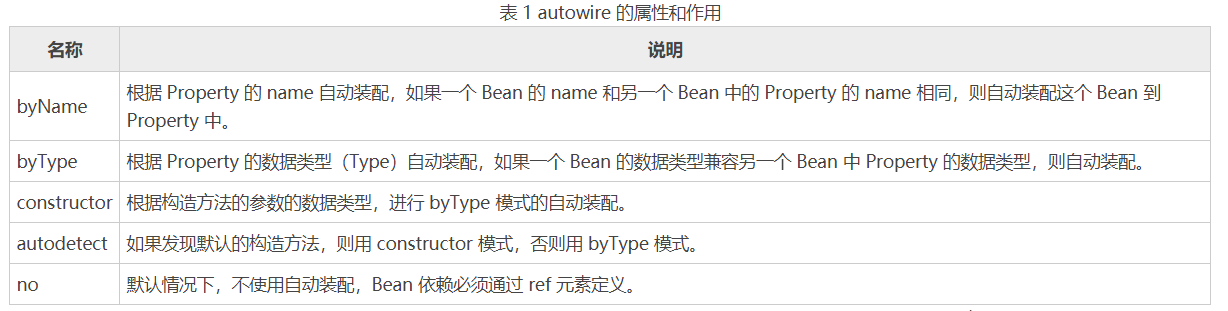 表 1 autowire 的属性和作用
名称 说明
byName 根据 Property 的 name 自动装配，如果一个 Bean 的 name 和另一个 Bean 中的 Property 的 name 相同，则自动装配这个 Bean 到
Property 中。
byType 根据 Property 的数据类型（Type）自动装配，如果一个 Bean 的数据类型兼容另一个 Bean 中 Property 的数据类型，则自动装配。
constructor 根据构造方法的参数的数据类型，进行 byType 模式的自动装配。
autodetect 如果发现默认的构造方法，则用 constructor 模式，否则用 byType 模式。
no 默认情况下，不使用自动装配，Bean 依赖必须通过 ref 元素定义。